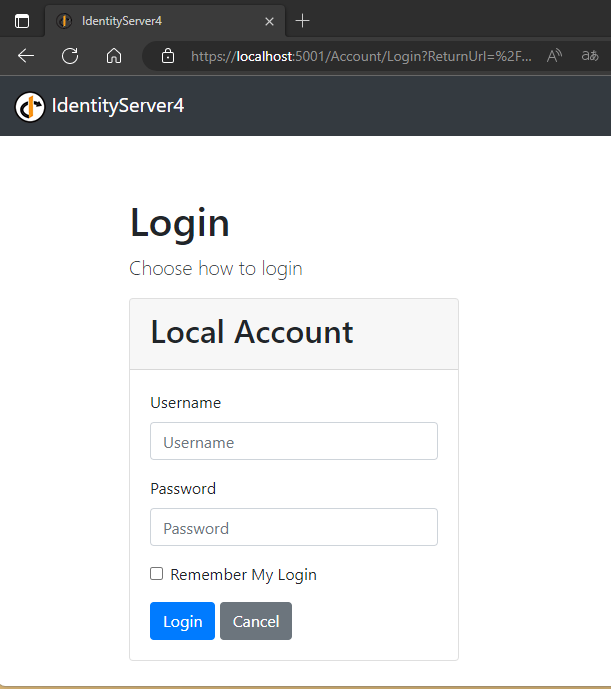 IdentityServer4
https://localhost:5001/Account/Login?ReturnUrl=%2F...
IdentityServer4
Login
Choose how to login
Local Account
Username
Username
Password
Password
Remember My Login
Login Cancel